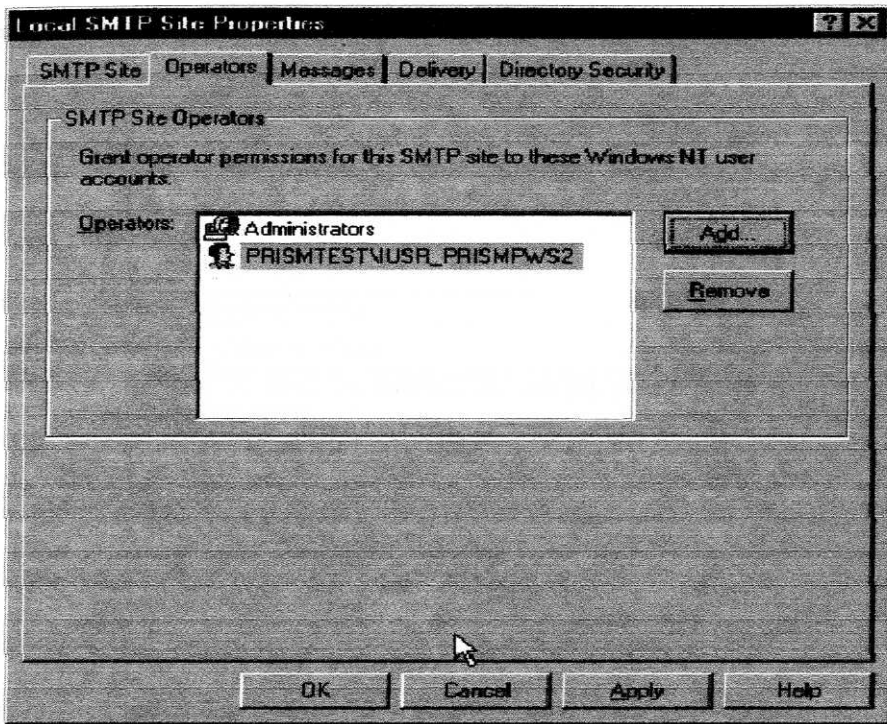 Local SMTP Site Properties
SMTP Site Operators Messages Delivery Directory Security
SMTP Site Operators
Grant operator permissions for this SMTP site to these Windows NT user
accounts.
Operators:
Administrators
PRISMTEST\IUSR_PRISMPWS2
Add...
Remove
OK Cancel Apply Help